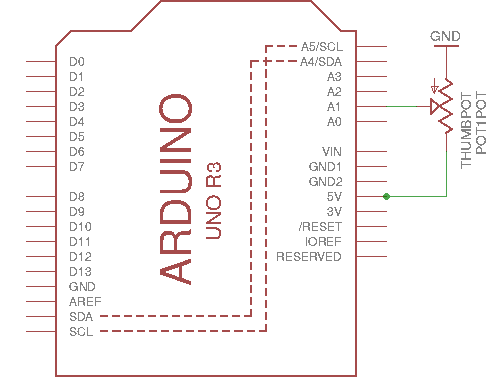 D0
D1
D2
D3
D4
D5
D6
D7
D8
D9
D10
D11
D12
D13
GND
AREF
SDA
SCL
ARDUINO
UNO R3
A5/SCL
A4/SDA
A3
A2
A1
A0
VIN
GND1
GND2
5V
3V
/RESET
IOREF
RESERVED
GND
THUMBPOT
POT1POT